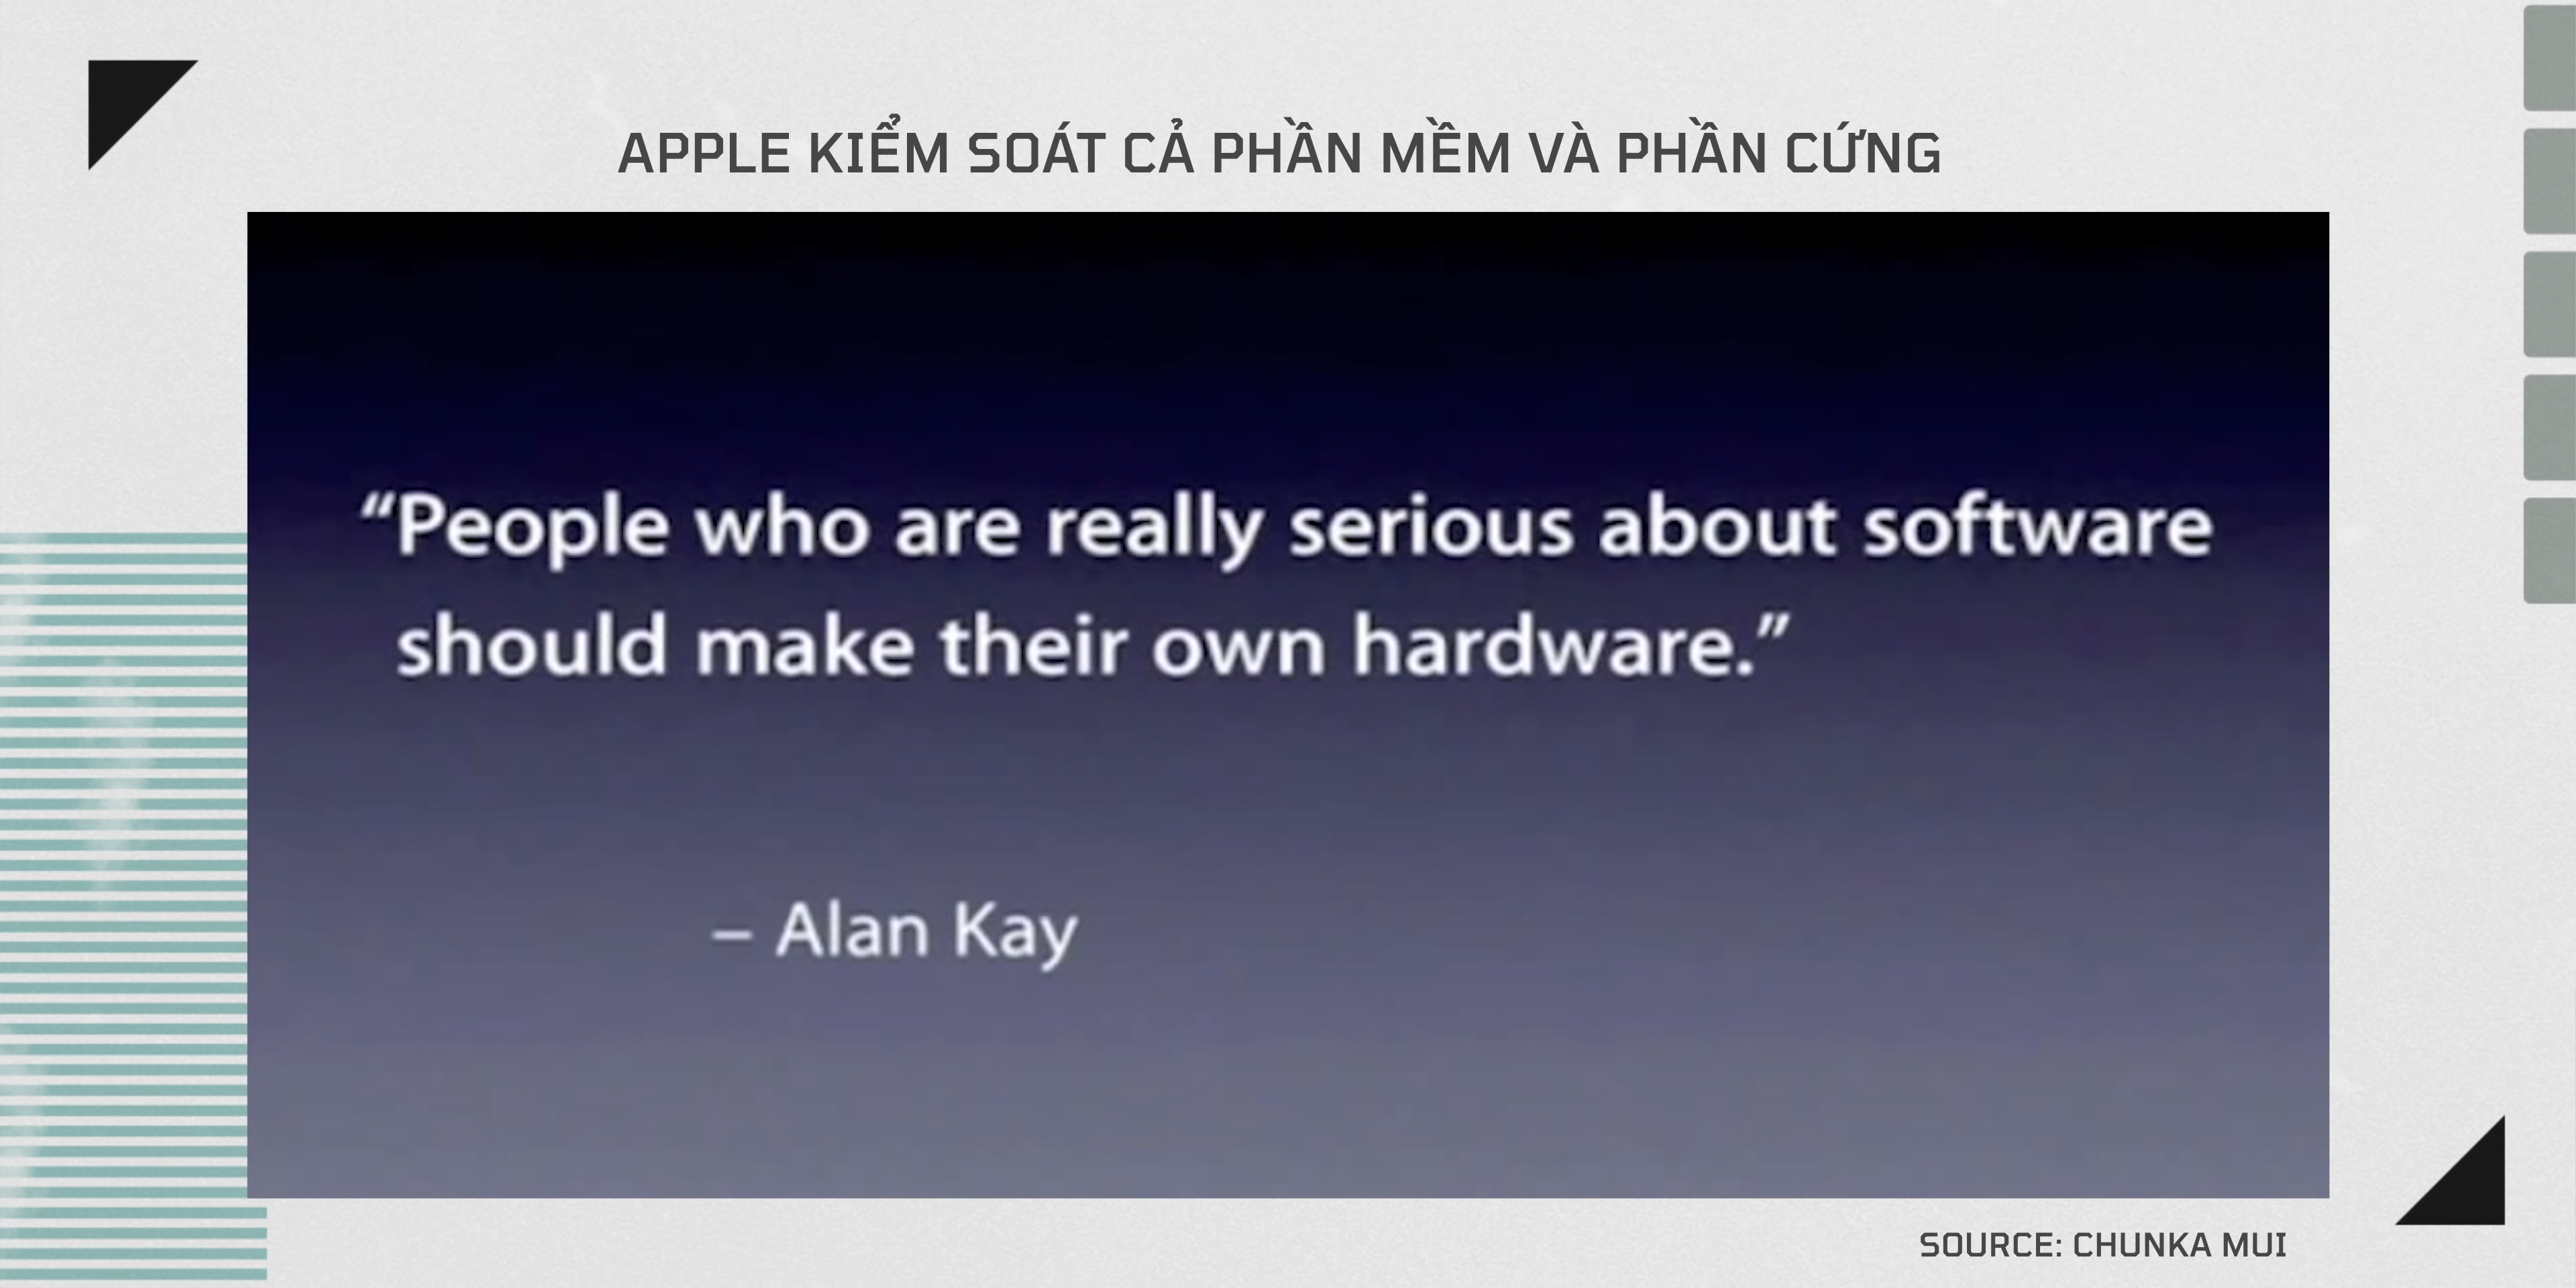 APPLE KIỂM SOÁT CẢ PHẦN MỀM VÀ PHẦN CỨNG
“People who are really serious about software
should make their own hardware.”
– Alan Kay
SOURCE: CHUNKA MUI